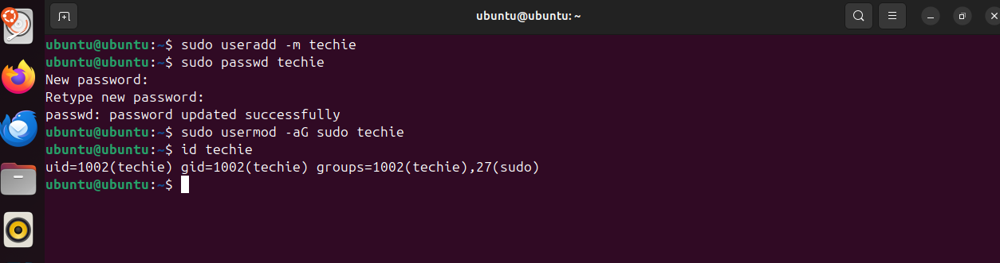 ubuntu@ubuntu: ~
ubuntu@ubuntu:~$ sudo useradd -m techie
ubuntu@ubuntu:~$ sudo passwd techie
New password:
Retype new password:
passwd: password updated successfully
ubuntu@ubuntu:~$ sudo usermod -aG sudo techie
ubuntu@ubuntu:~$ id techie
uid=1002(techie) gid=1002(techie) groups=1002(techie),27(sudo)
ubuntu@ubuntu:~$